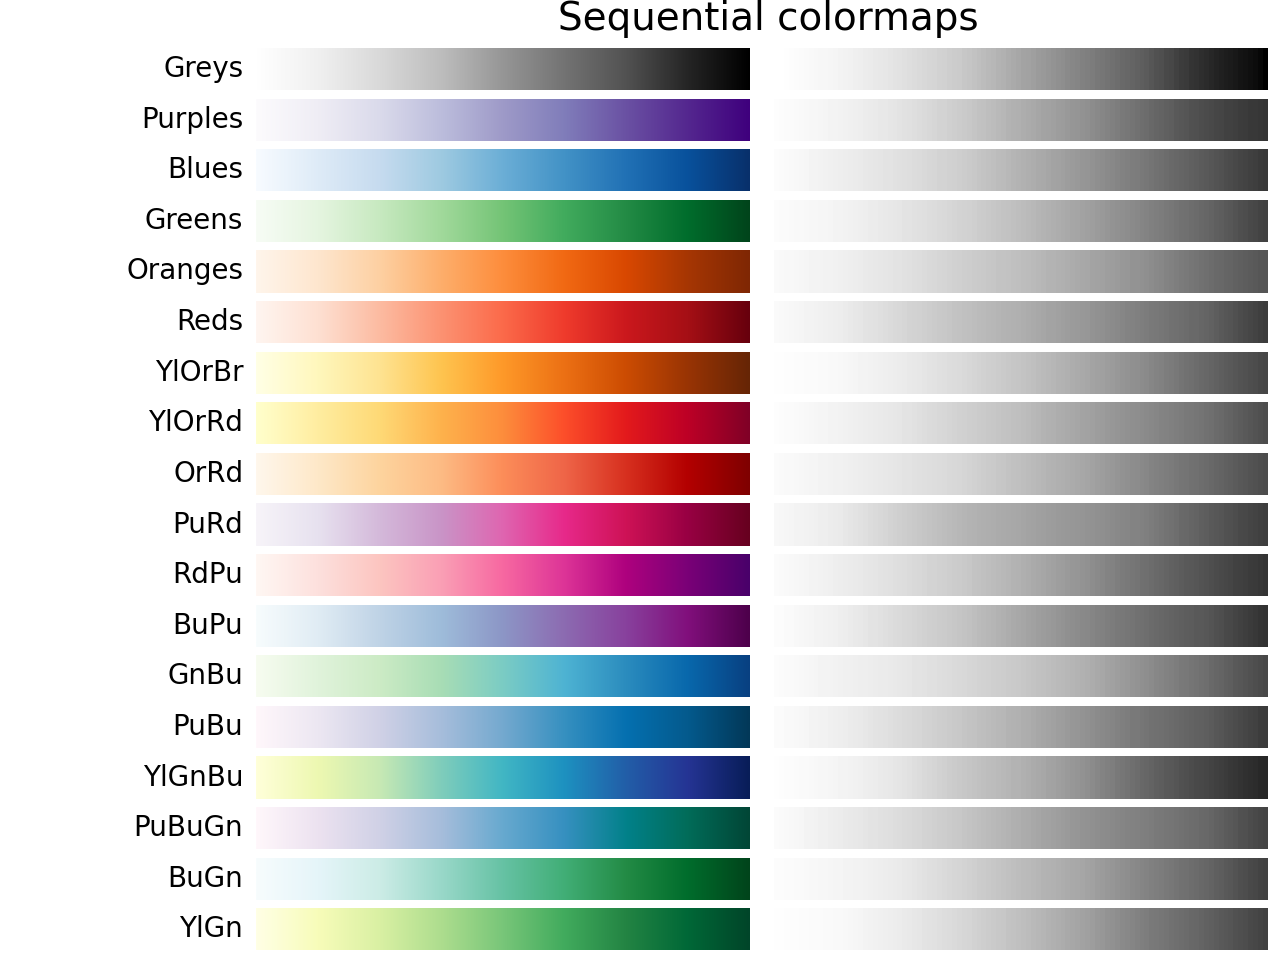 Sequential colormaps
Greys
Purples
Blues
Greens
Oranges
Reds
YlOrBr
YlOrRd
OrRd
PuRd
RdPu
BuPu
GnBu
PuBu
YlGnBu
PuBuGn
BuGn
YlGn